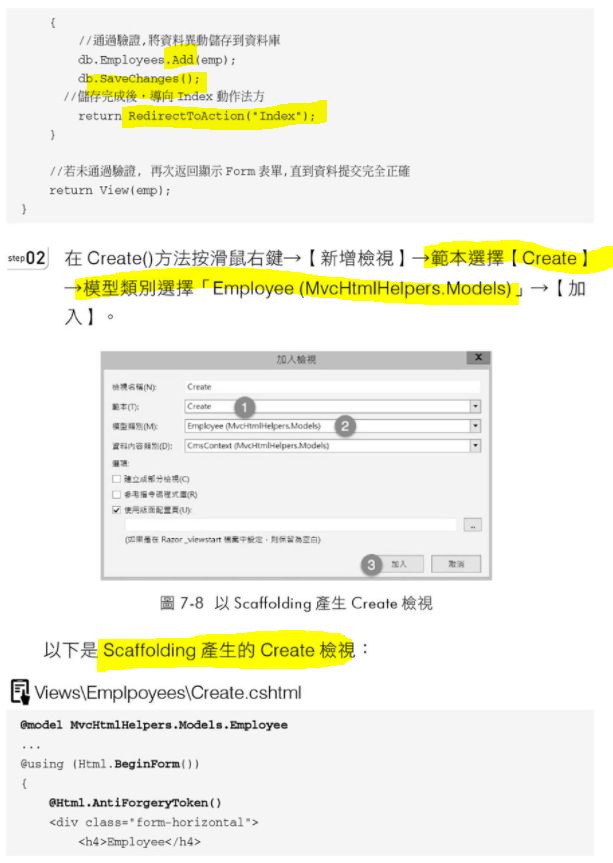 {
//通過驗證,將資料異動儲存到資料庫
db.Employees.Add(emp);
db.SaveChanges();
//儲存完成後，導向 Index 動作法方
return RedirectToAction("Index");
}
//若未通過驗證, 再次返回顯示 Form 表單,直到資料提交完全正確
return View(emp);
}
step 02 在 Create()方法按滑鼠右鍵→【新增檢視】→範本選擇【Create】
→模型類別選擇「Employee (MvcHtmlHelpers.Models)」→【加
入】。
加入檢視 x
檢視名稱(N): Create
範本(T): Create 1
模型類別(M): Employee (MvcHtmlHelpers.Models) 2
資料內容類別(D): CmsContext (MvcHtmlHelpers.Models)
選項:
建立成部分檢視(C)
參考指令碼程式庫(R)
使用版面配置頁(U):
...
(如果是在 Razor _viewstart 檔案中設定，則保留為空白)
3 加入 取消
圖 7-8 以 Scaffolding 產生 Create 檢視
以下是 Scaffolding 產生的 Create 檢視：
Views\Emplpoyees\Create.cshtml
@model MvcHtmlHelpers.Models.Employee
...
@using (Html.BeginForm())
{
@Html.AntiForgeryToken()
<div class="form-horizontal">
<h4>Employee</h4>